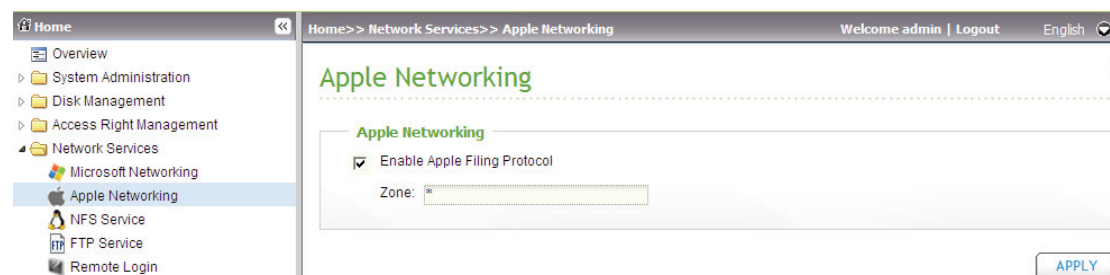 Home
Home>> Network Services>> Apple Networking
Welcome admin | Logout
English
Overview
System Administration
Disk Management
Access Right Management
Network Services
Microsoft Networking
Apple Networking
NFS Service
FTP
FTP Service
Remote Login
Apple Networking
Apple Networking
Enable Apple Filing Protocol
Zone: *
APPLY